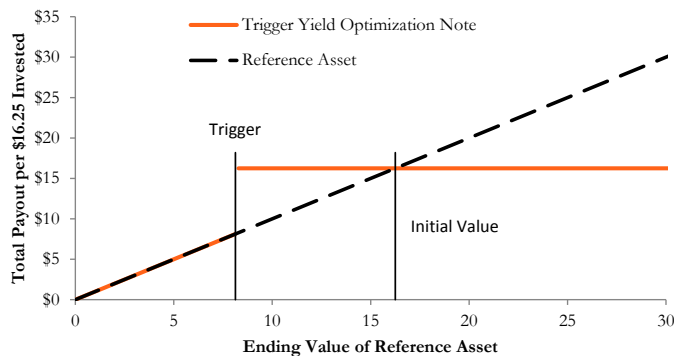 Total Payout per $16.25 Invested
$35
$30
$25
$20
$15
$10
$5
$0
Trigger Yield Optimization Note
Reference Asset
Trigger
Initial Value
0 5 10 15 20 25 30
Ending Value of Reference Asset